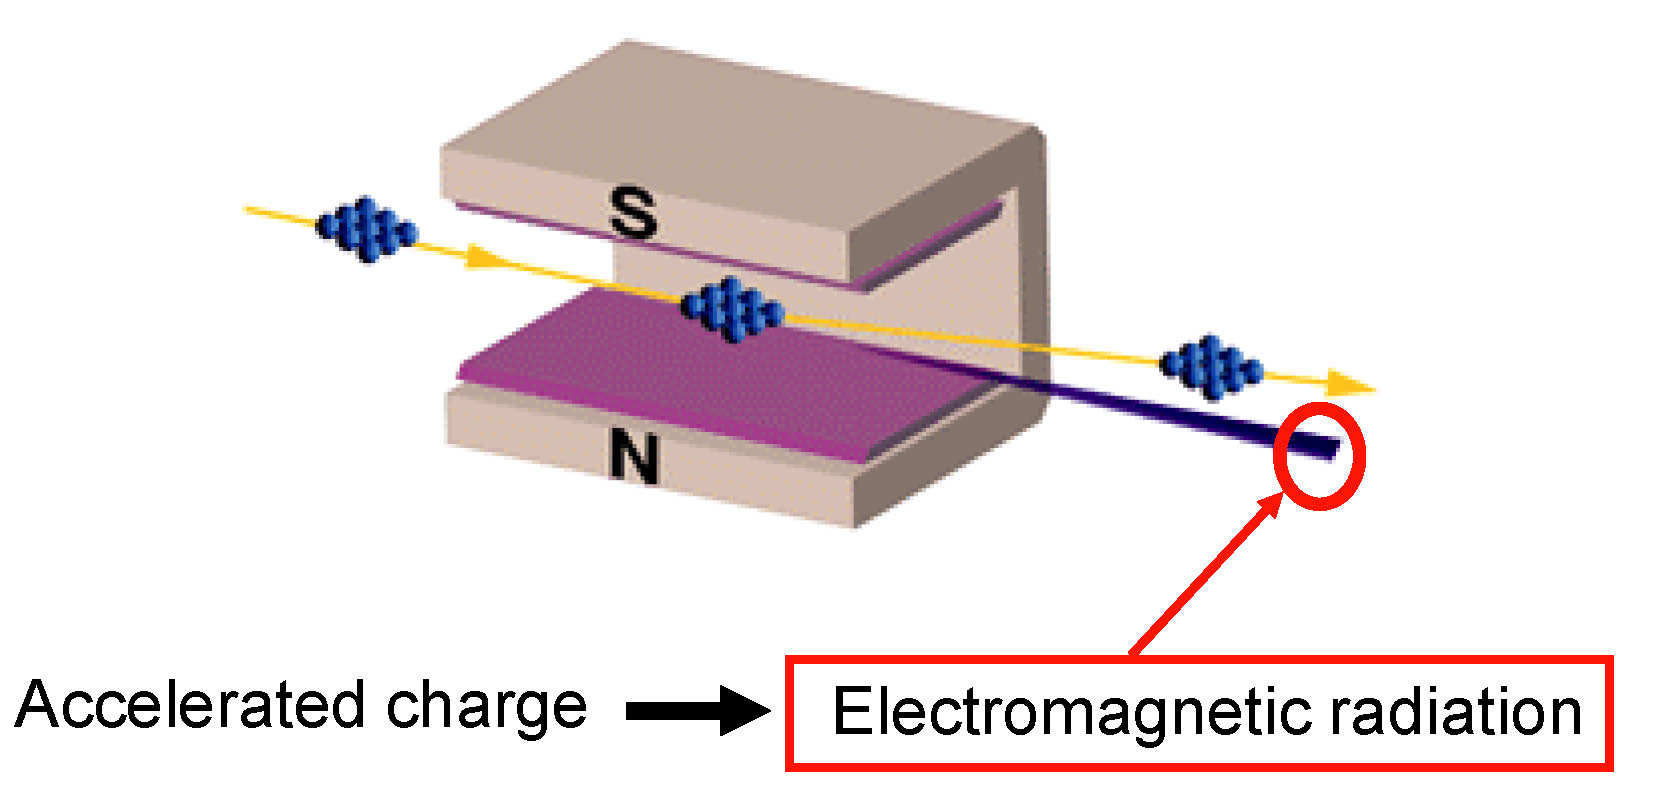 S
N
Accelerated charge
Electromagnetic radiation